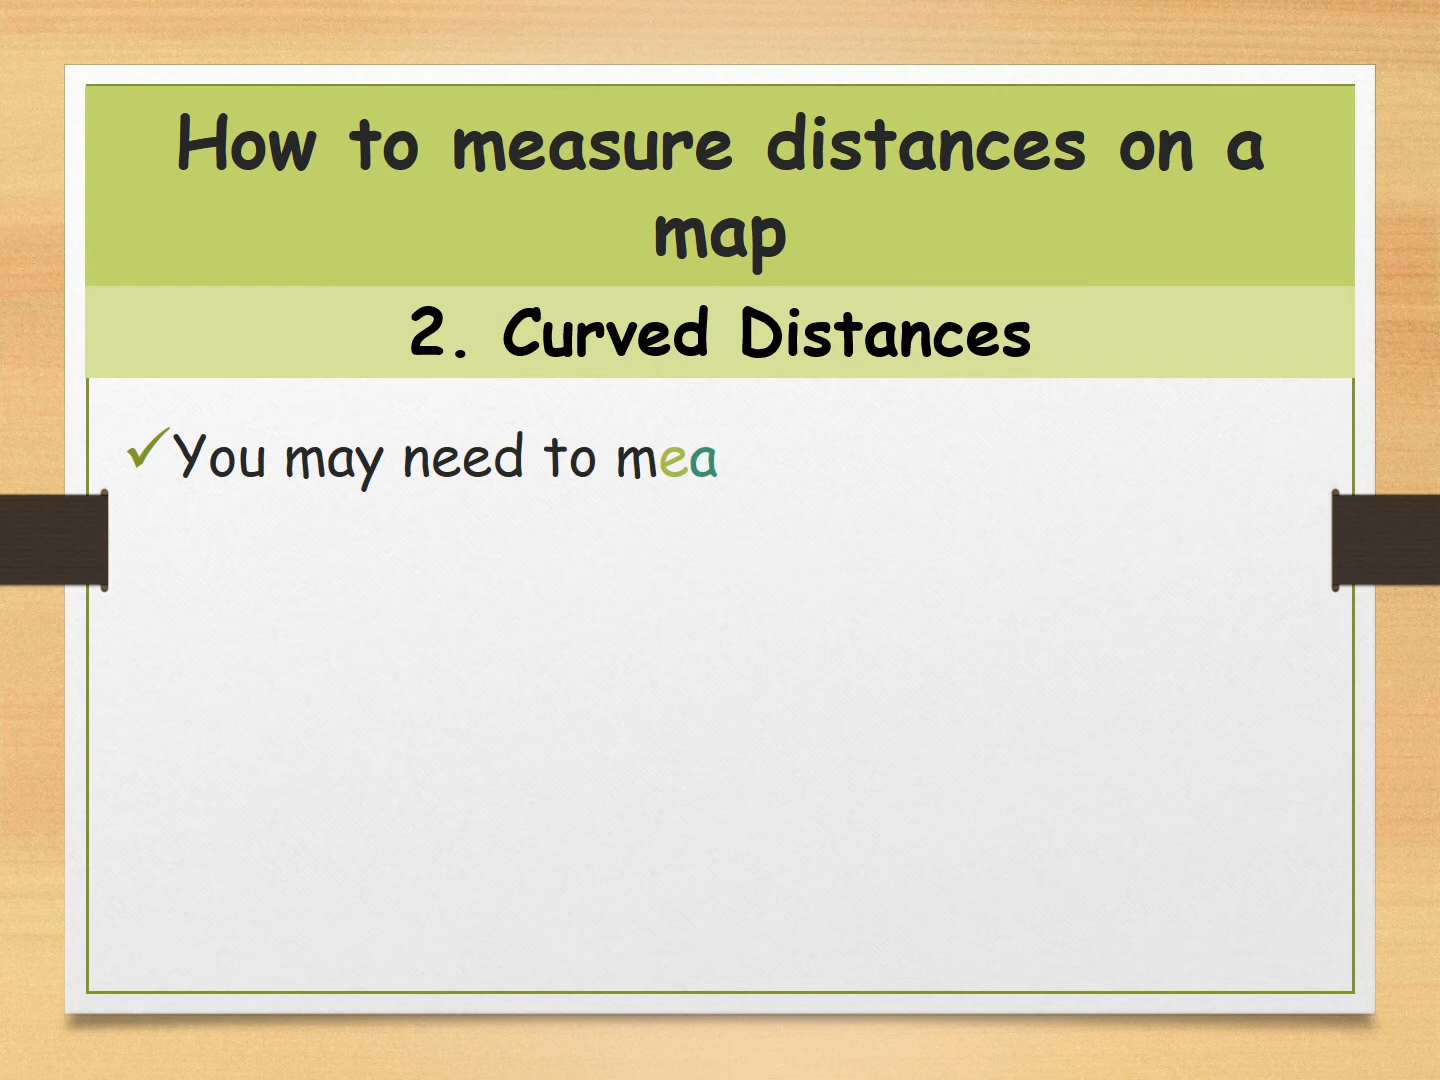 How to measure distances on a
map
2. Curved Distances
✓You may need to mea